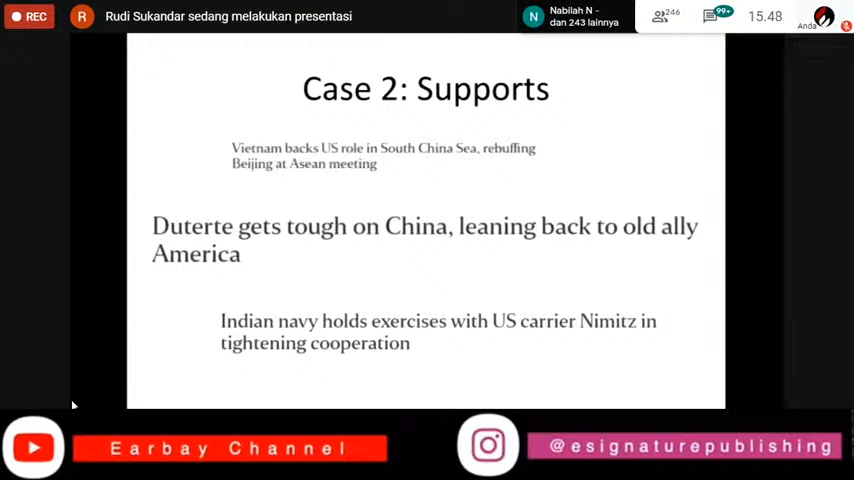 REC
R
Rudi Sukandar sedang melakukan presentasi
N
Nabilah N -
dan 243 lainnya
246
99+
15.48
Anda
Case 2: Supports
Vietnam backs US role in South China Sea, rebuffing
Beijing at Asean meeting
Duterte gets tough on China, leaning back to old ally
America
Indian navy holds exercises with US carrier Nimitz in
tightening cooperation
Earbay Channel
@esignaturepublishing